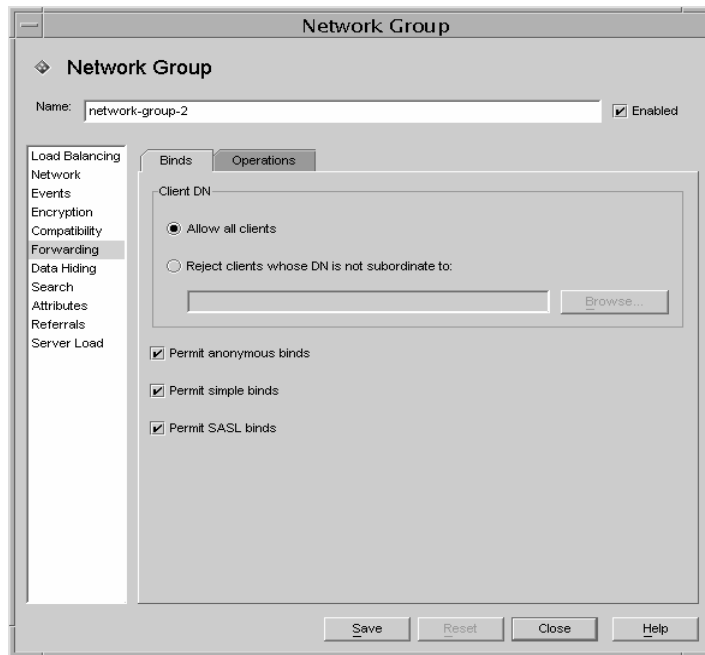 Network Group
Network Group
Name: network-group-2 Enabled
Load Balancing
Network
Events
Encryption
Compatibility
Forwarding
Data Hiding
Search
Attributes
Referrals
Server Load
Binds Operations
Client DN
Allow all clients
Reject clients whose DN is not subordinate to:
Browse...
Permit anonymous binds
Permit simple binds
Permit SASL binds
Save Reset Close Help